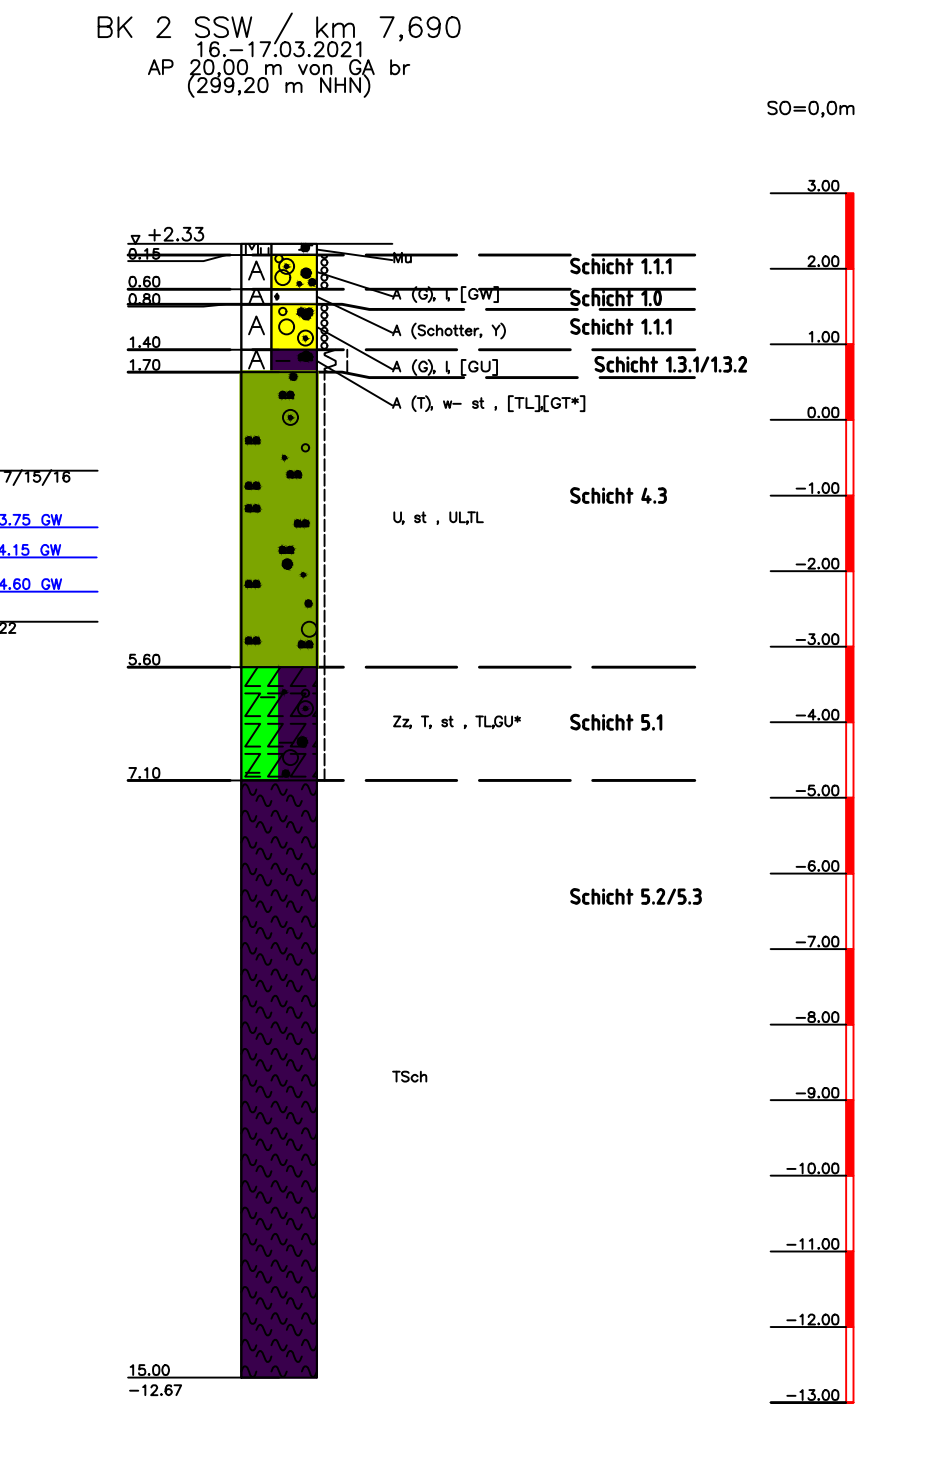 BK 2 SSW / km 7,690
16.–17.03.2021
AP 20,00 m von GA br
(299,20 m NHN)
SO=0,0m
3.00
+2.33
Mu
0.15
Mu
Schicht 1.1.1
2.00
A
0.60
A (G), l, [GW]
Schicht 1.0
A
0.80
A
A (Schotter, Y)
Schicht 1.1.1
1.00
1.40
A
A (G), l, [GU]
Schicht 1.3.1/1.3.2
1.70
A (T), w– st , [TL],[GT*]
0.00
7/15/16
–1.00
Schicht 4.3
3.75 GW
U, st , UL,TL
4.15 GW
–2.00
4.60 GW
22
–3.00
5.60
Zz, T, st , TL,GU*
Schicht 5.1
–4.00
7.10
–5.00
–6.00
Schicht 5.2/5.3
–7.00
–8.00
TSch
–9.00
–10.00
–11.00
–12.00
15.00
–12.67
–13.00